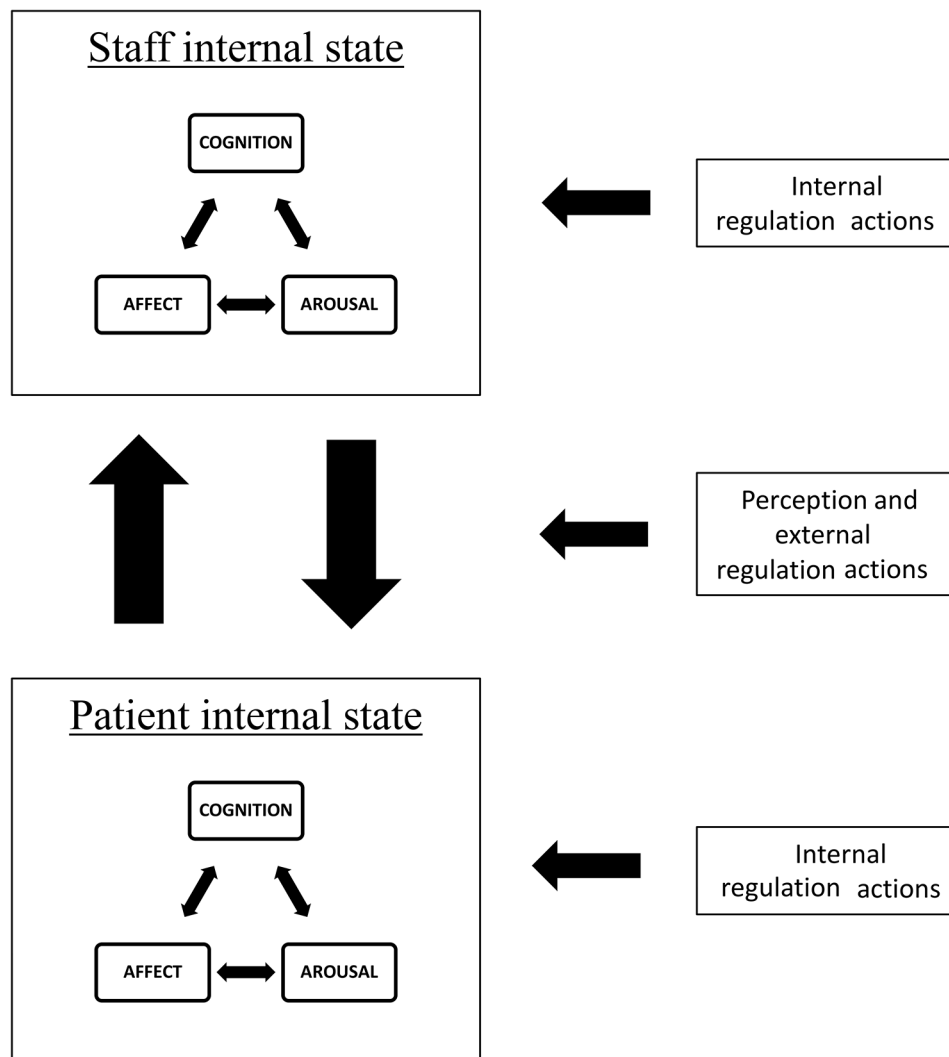 Staff internal state
COGNITION
AFFECT
AROUSAL
Internal
regulation actions
Perception and
external
regulation actions
Patient internal state
COGNITION
AFFECT
AROUSAL
Internal
regulation actions